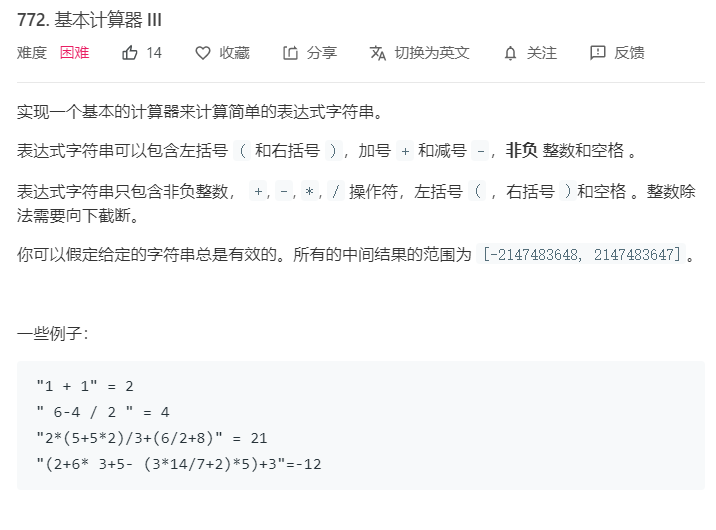 772. 基本计算器 III
难度 困难 14 收藏 分享 切换为英文 关注 反馈
实现一个基本的计算器来计算简单的表达式字符串。
表达式字符串可以包含左括号 ( 和右括号 )，加号 + 和减号 -，非负 整数和空格 。
表达式字符串只包含非负整数， +, -, *, / 操作符，左括号 ( ，右括号 )和空格 。整数除
法需要向下截断。
你可以假定给定的字符串总是有效的。所有的中间结果的范围为 [-2147483648, 2147483647]。
一些例子：
"1 + 1" = 2
" 6-4 / 2 " = 4
"2*(5+5*2)/3+(6/2+8)" = 21
"(2+6* 3+5- (3*14/7+2)*5)+3"=-12